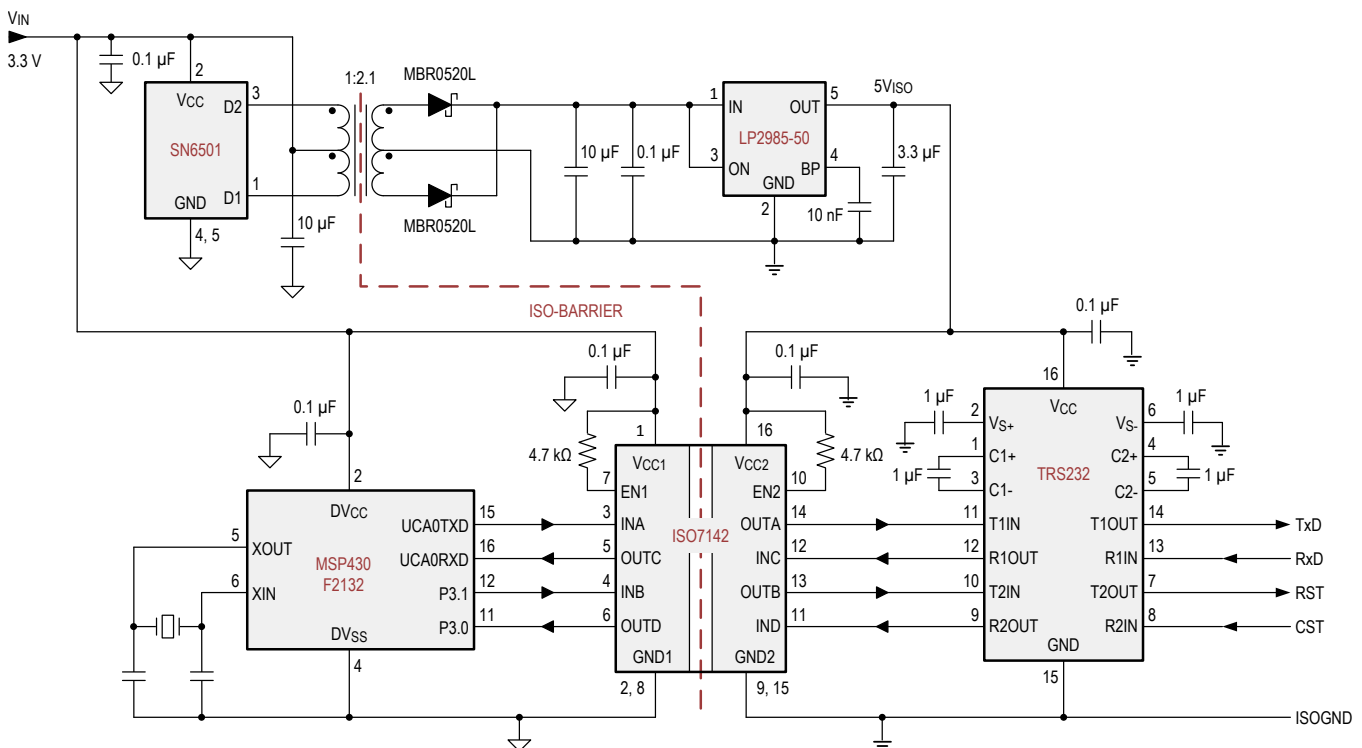 VIN
3.3 V
0.1 µF
2
VCC
D2
3
SN6501
D1
1
GND
4, 5
10 µF
1:2.1
MBR0520L
MBR0520L
10 µF
0.1 µF
1
IN
OUT
5
LP2985-50
3
ON
BP
4
GND
2
10 nF
5VISO
3.3 µF
ISO-BARRIER
0.1 µF
0.1 µF
4.7 kΩ
1
16
0.1 µF
4.7 kΩ
0.1 µF
2
DVCC
5
XOUT
6
XIN
MSP430
F2132
UCA0TXD
15
UCA0RXD
16
P3.1
12
P3.0
11
DVSS
4
VCC1
VCC2
7
EN1
EN2
10
3
INA
OUTA
14
ISO7142
5
OUTC
INC
12
4
INB
OUTB
13
6
OUTD
IND
11
GND1
GND2
2, 8
9, 15
16
VCC
1 µF
2
VS+
VS-
6
1 µF
1
C1+
C2+
4
1 µF
TRS232
1 µF
3
C1-
C2-
5
11
T1IN
T1OUT
14
TxD
12
R1OUT
R1IN
13
RxD
10
T2IN
T2OUT
7
RST
9
R2OUT
R2IN
8
CST
GND
15
ISOGND